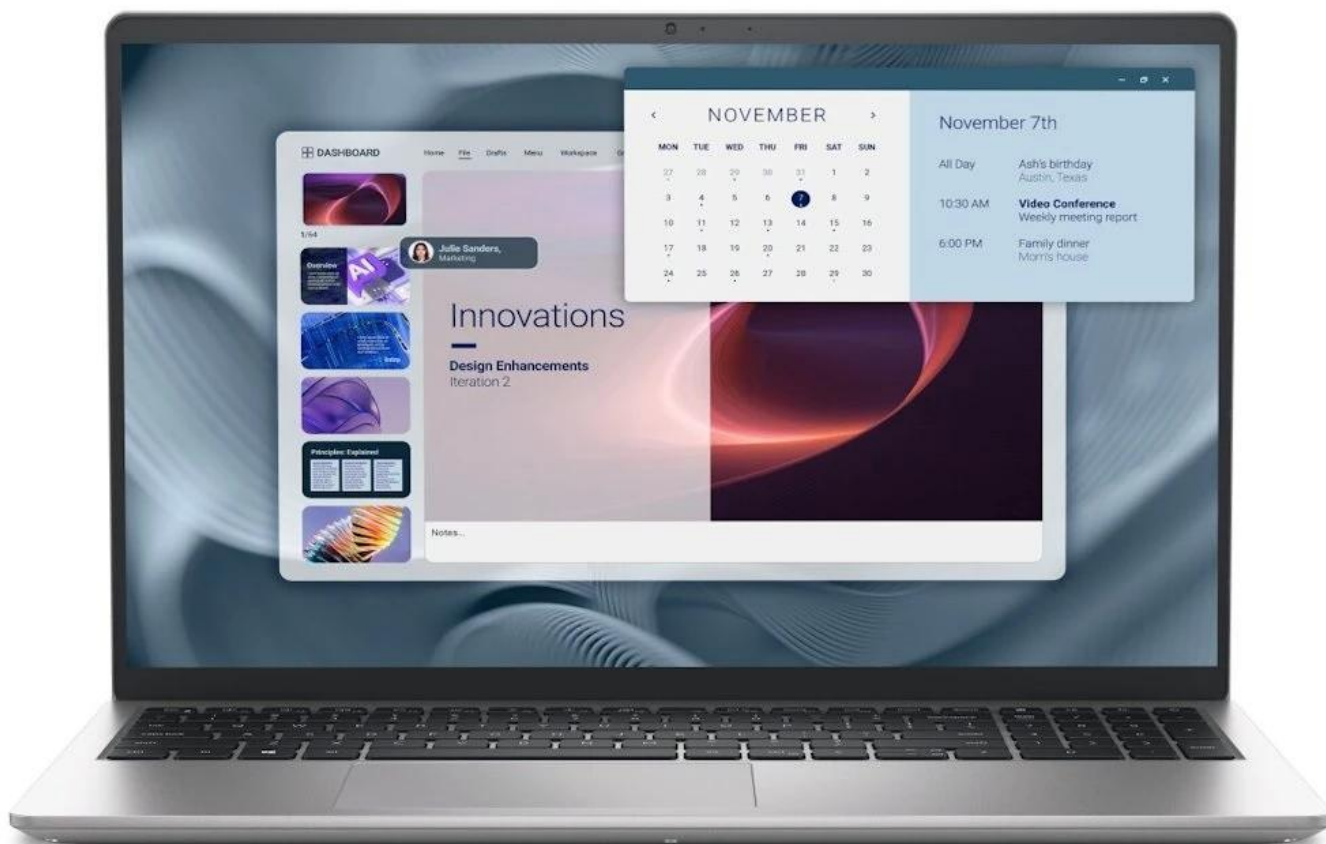 DASHBOARD
Home File Drafts Menu Workspace
1/64
Overview
AI
Principles: Explained
Julie Sanders,
Marketing
Innovations
Design Enhancements
Iteration 2
Notes...
‹ NOVEMBER ›
MON TUE WED THU FRI SAT SUN
27 28 29 30 31 1 2
3 4 5 6 7 8 9
10 11 12 13 14 15 16
17 18 19 20 21 22 23
24 25 26 27 28 29 30
November 7th
All Day Ash's birthday
Austin, Texas
10:30 AM Video Conference
Weekly meeting report
6:00 PM Family dinner
Morris house